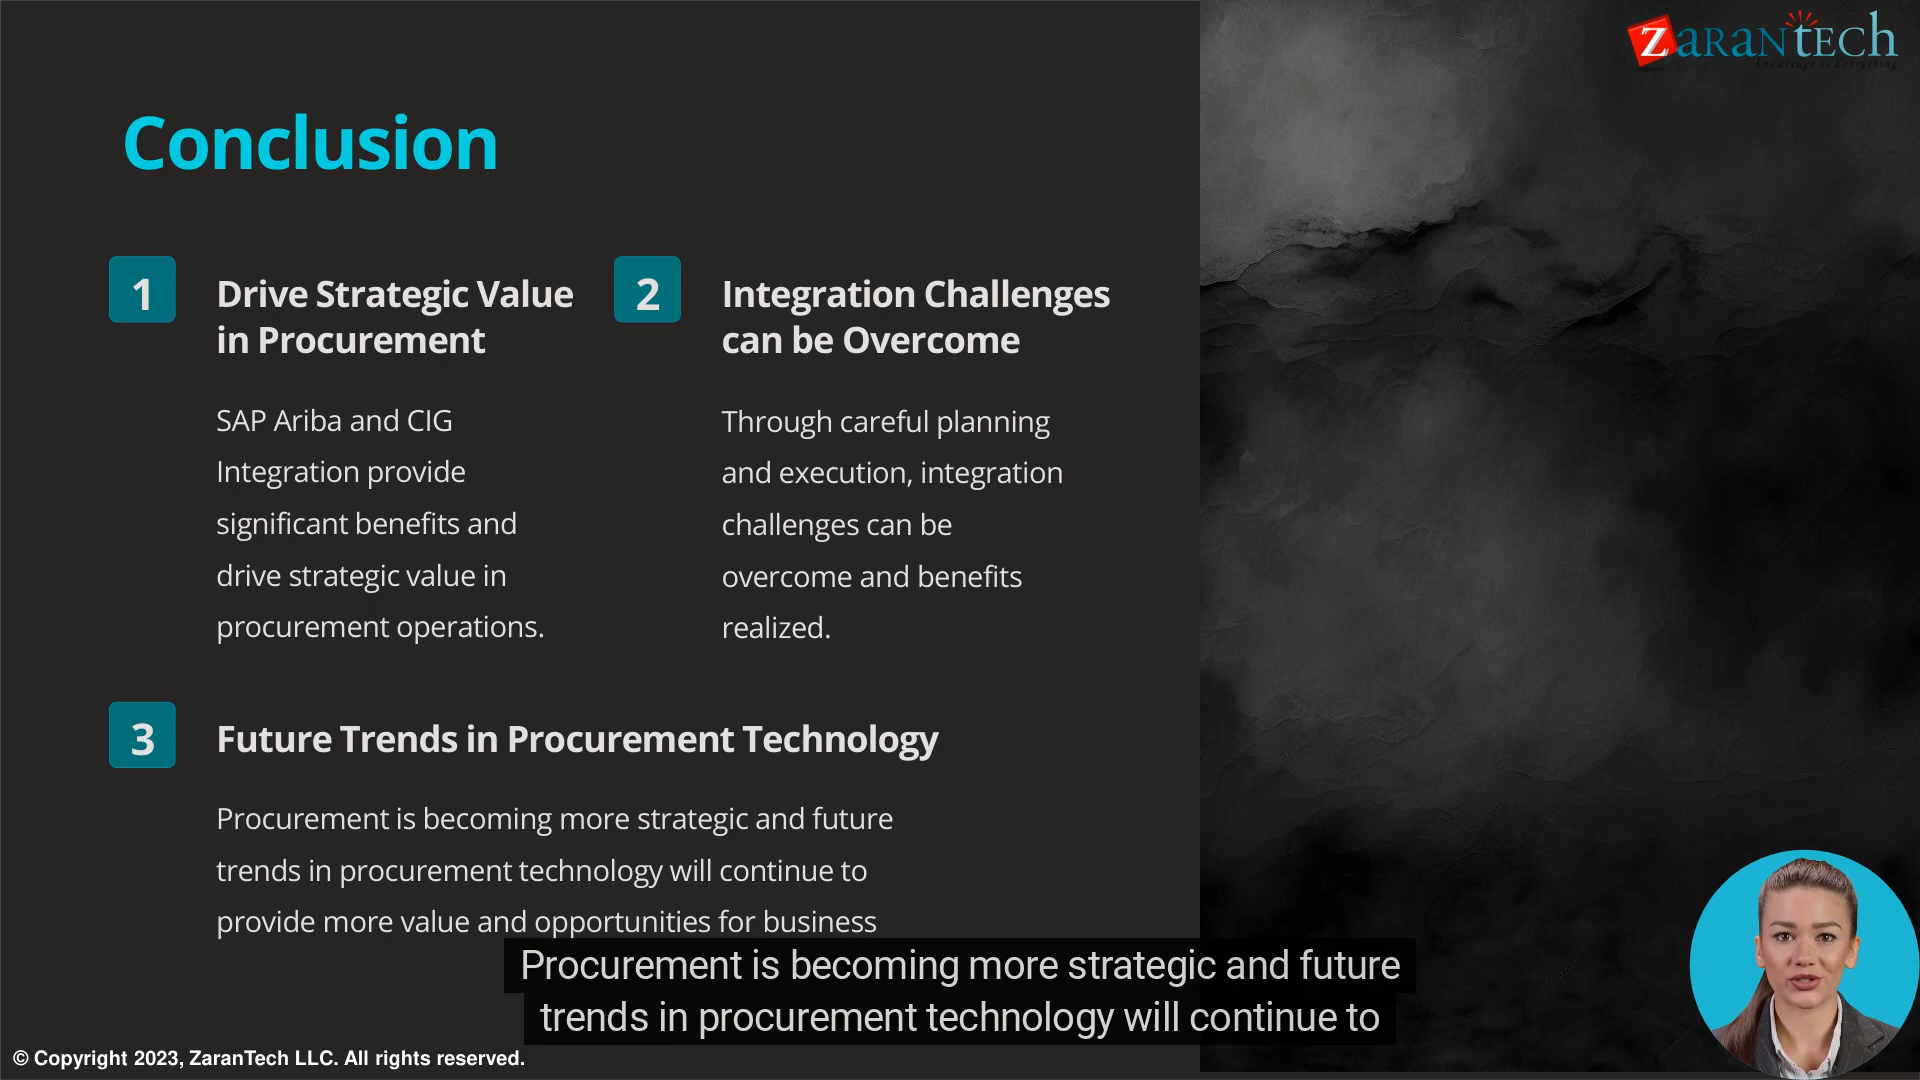 ZaranTech
Knowledge is Everything
Conclusion
1
Drive Strategic Value
in Procurement
SAP Ariba and CIG
Integration provide
significant benefits and
drive strategic value in
procurement operations.
2
Integration Challenges
can be Overcome
Through careful planning
and execution, integration
challenges can be
overcome and benefits
realized.
3
Future Trends in Procurement Technology
Procurement is becoming more strategic and future
trends in procurement technology will continue to
provide more value and opportunities for business
Procurement is becoming more strategic and future
trends in procurement technology will continue to
© Copyright 2023, ZaranTech LLC. All rights reserved.